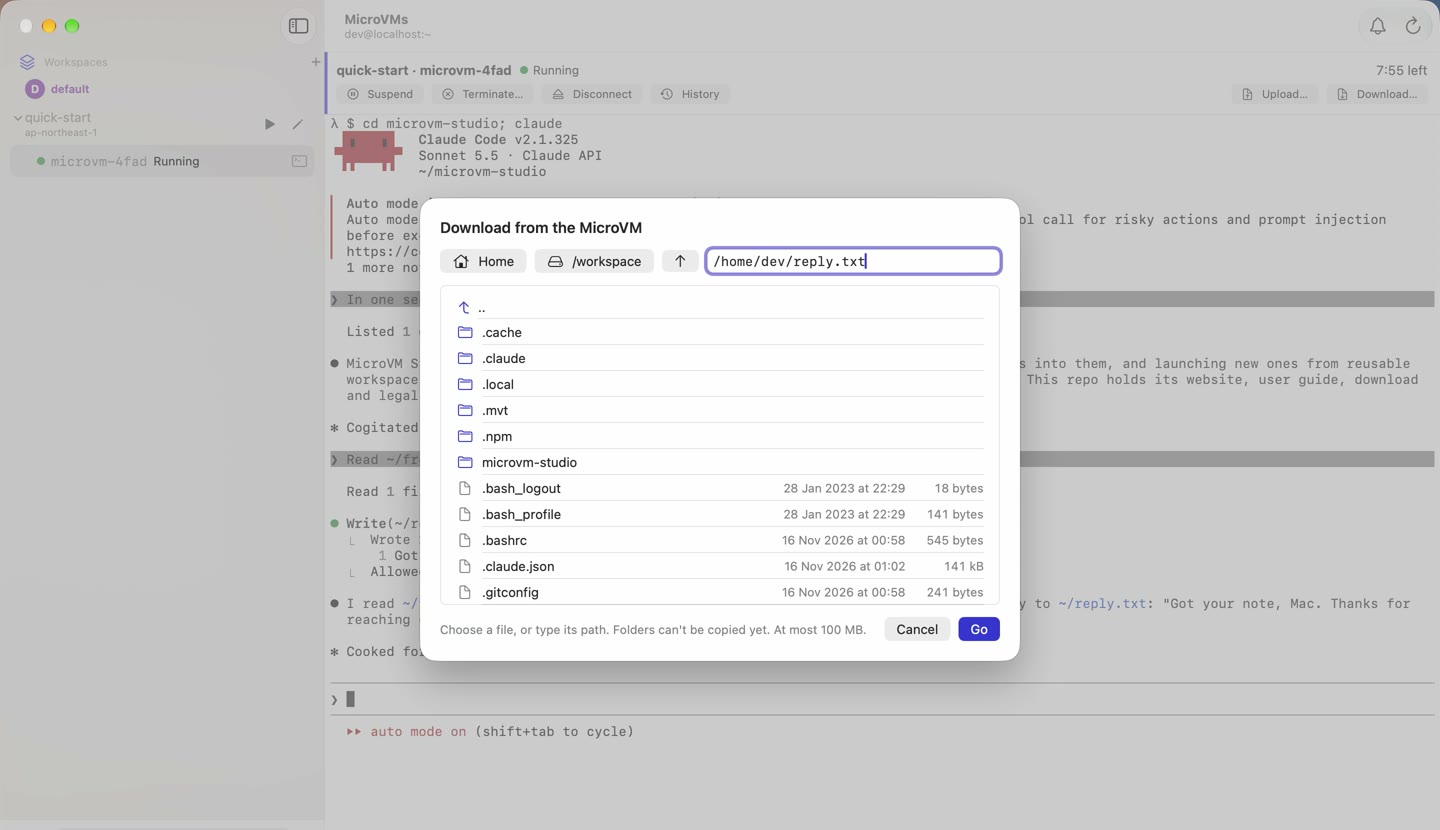 MicroVMs
dev@localhost:~
Workspaces
D default
quick-start
ap-northeast-1
microvm-4fad Running
quick-start · microvm-4fad Running
7:55 left
Suspend Terminate… Disconnect History Upload… Download…
λ $ cd microvm-studio; claude
Claude Code v2.1.325
Sonnet 5.5 · Claude API
~/microvm-studio
Auto mode
Auto mode ol call for risky actions and prompt injection
before ex
https://c
1 more no
❯ In one se
Listed 1
● MicroVM S s into them, and launching new ones from reusable
workspace This repo holds its website, user guide, download
and legal
✻ Cogitated
❯ Read ~/fr
Read 1 fi
● Write(~/r
Wrote
1 Got
Allowe
● I read ~/ y to ~/reply.txt: "Got your note, Mac. Thanks for
reaching
✻ Cooked fo
❯
⏵⏵ auto mode on (shift+tab to cycle)
Download from the MicroVM
Home /workspace ↑ /home/dev/reply.txt
..
.cache
.claude
.local
.mvt
.npm
microvm-studio
.bash_logout 28 Jan 2023 at 22:29 18 bytes
.bash_profile 28 Jan 2023 at 22:29 141 bytes
.bashrc 16 Nov 2026 at 00:58 545 bytes
.claude.json 16 Nov 2026 at 01:02 141 kB
.gitconfig 16 Nov 2026 at 00:58 241 bytes
Choose a file, or type its path. Folders can't be copied yet. At most 100 MB.
Cancel Go